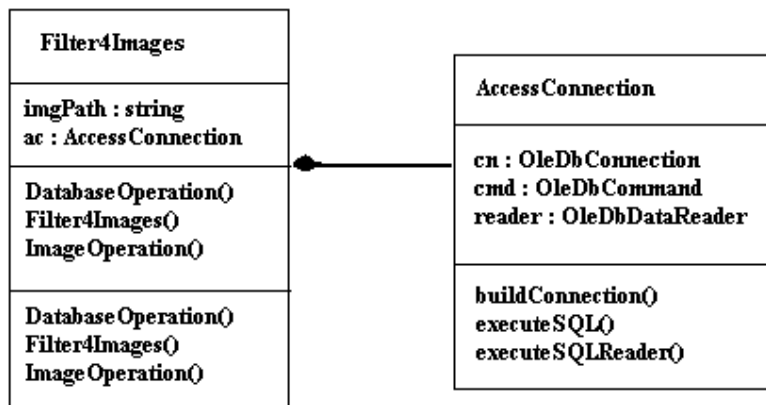 Filter4Images
imgPath : string
ac : AccessConnection
DatabaseOperation()
Filter4Images()
ImageOperation()
DatabaseOperation()
Filter4Images()
ImageOperation()
AccessConnection
cn : OleDbConnection
cmd : OleDbCommand
reader : OleDbDataReader
buildConnection()
executeSQL()
executeSQLReader()